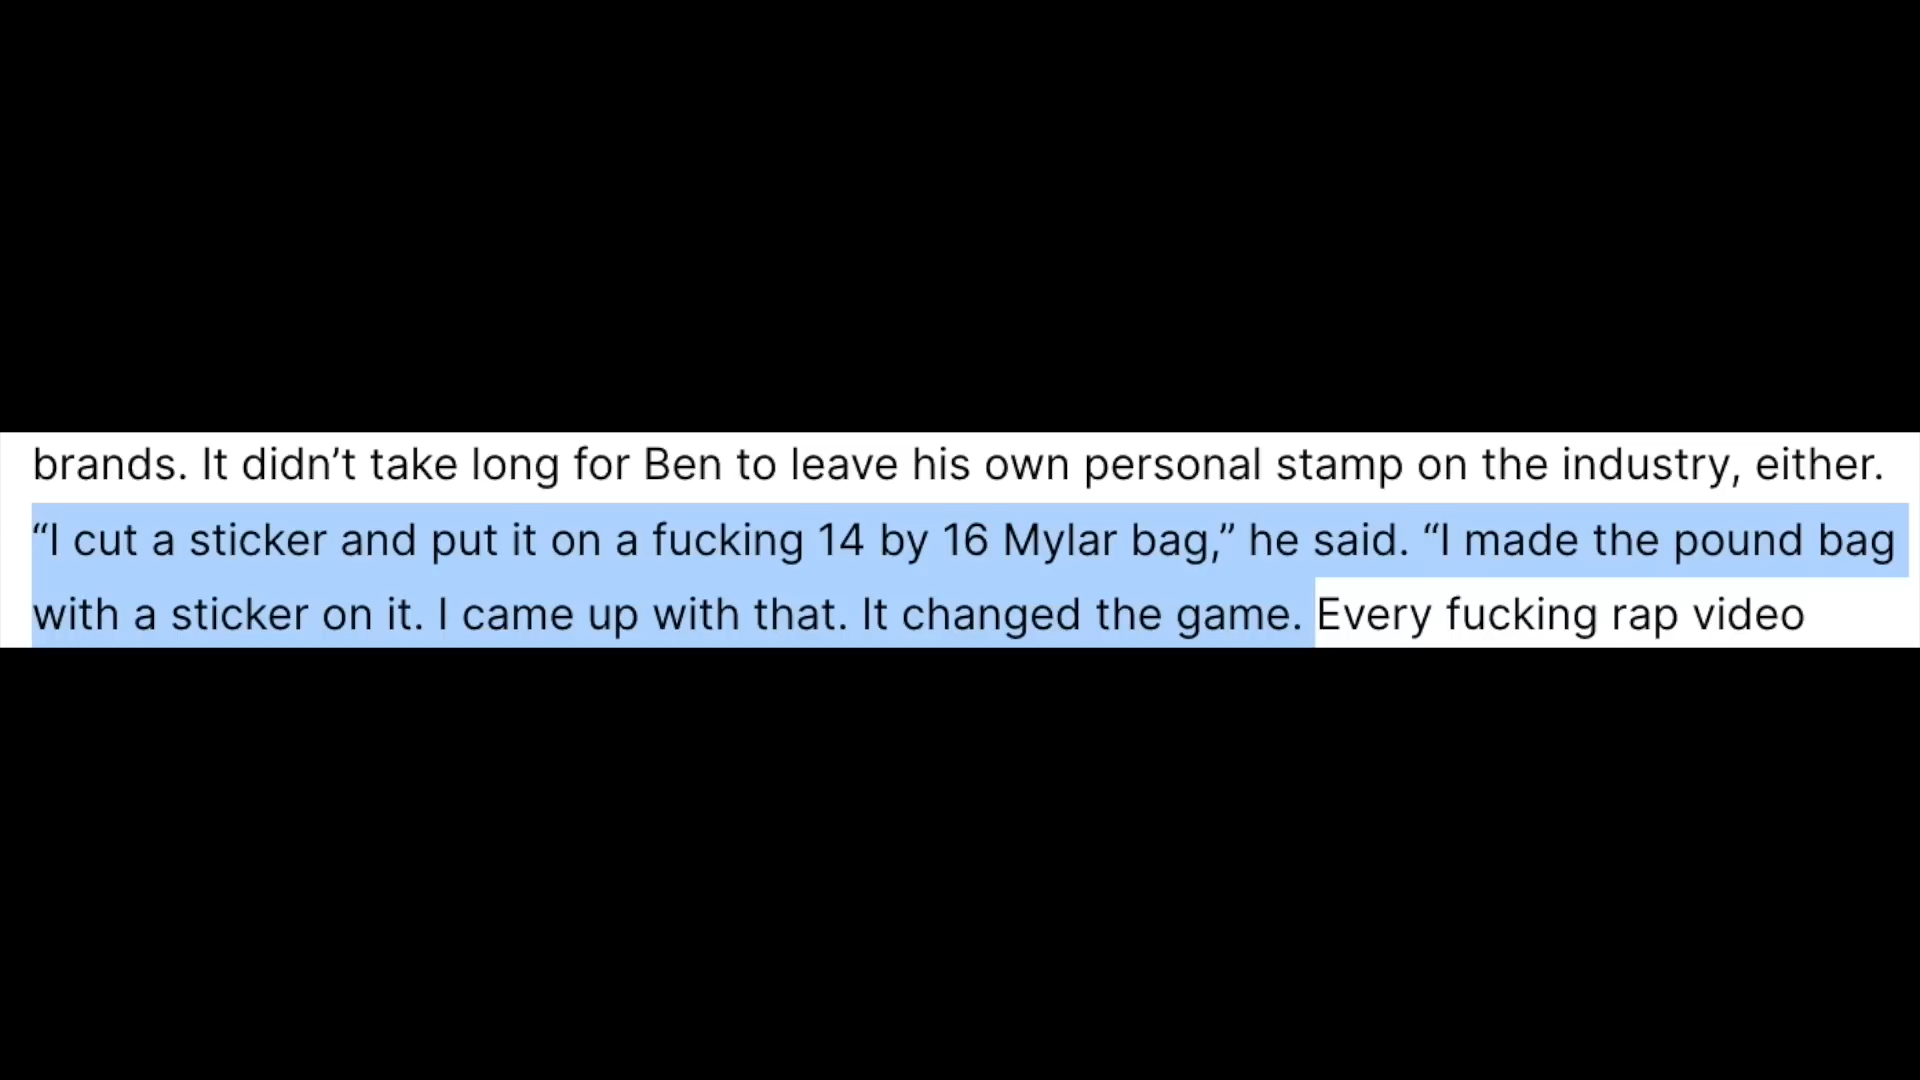 brands. It didn’t take long for Ben to leave his own personal stamp on the industry, either.
“I cut a sticker and put it on a fucking 14 by 16 Mylar bag,” he said. “I made the pound bag
with a sticker on it. I came up with that. It changed the game. Every fucking rap video